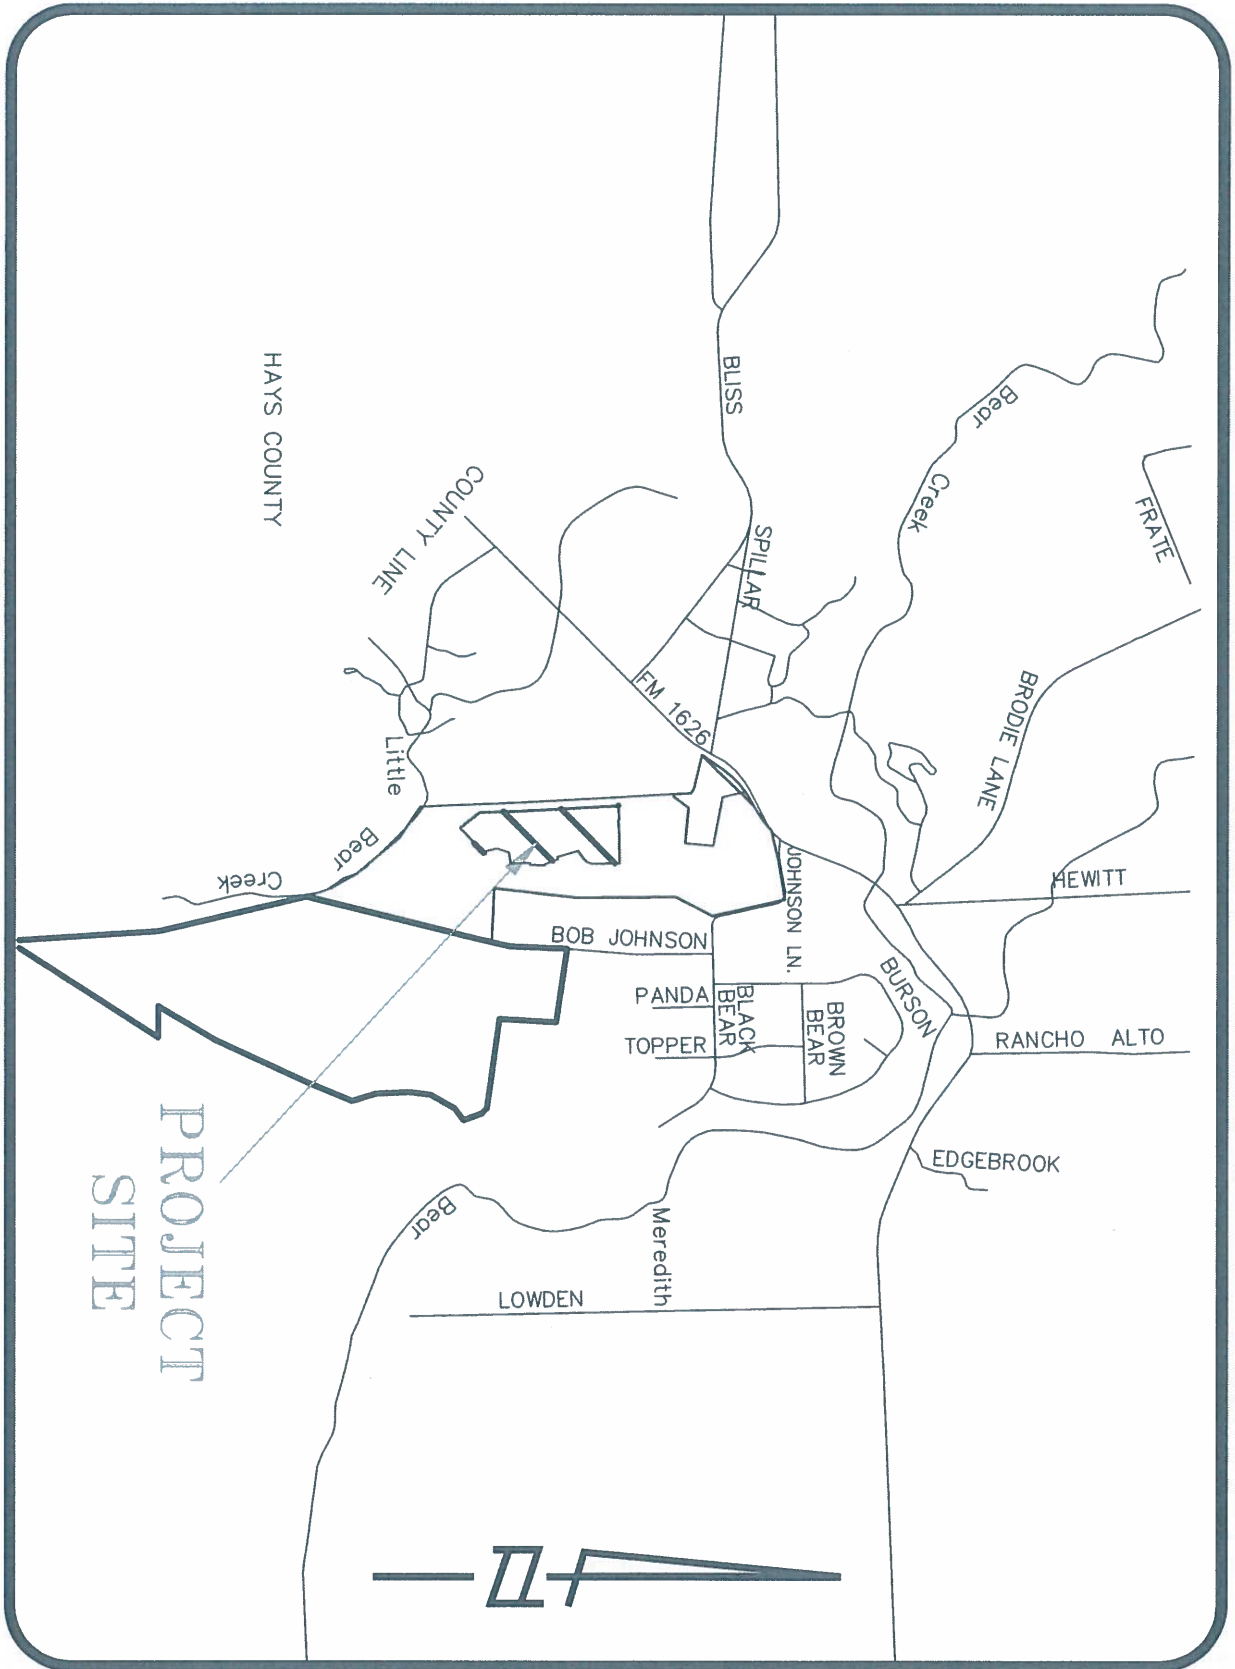 FRATE
Bear
Creek
BRODIE LANE
HEWITT
RANCHO ALTO
EDGEBROOK
BURSON
BROWN
BEAR
BLACK
BEAR
JOHNSON LN.
BLISS
SPILLAR
FM 1626
BOB JOHNSON
PANDA
TOPPER
Meredith
LOWDEN
COUNTY LINE
HAYS COUNTY
Little
Bear
Creek
Bear
PROJECT
SITE
N